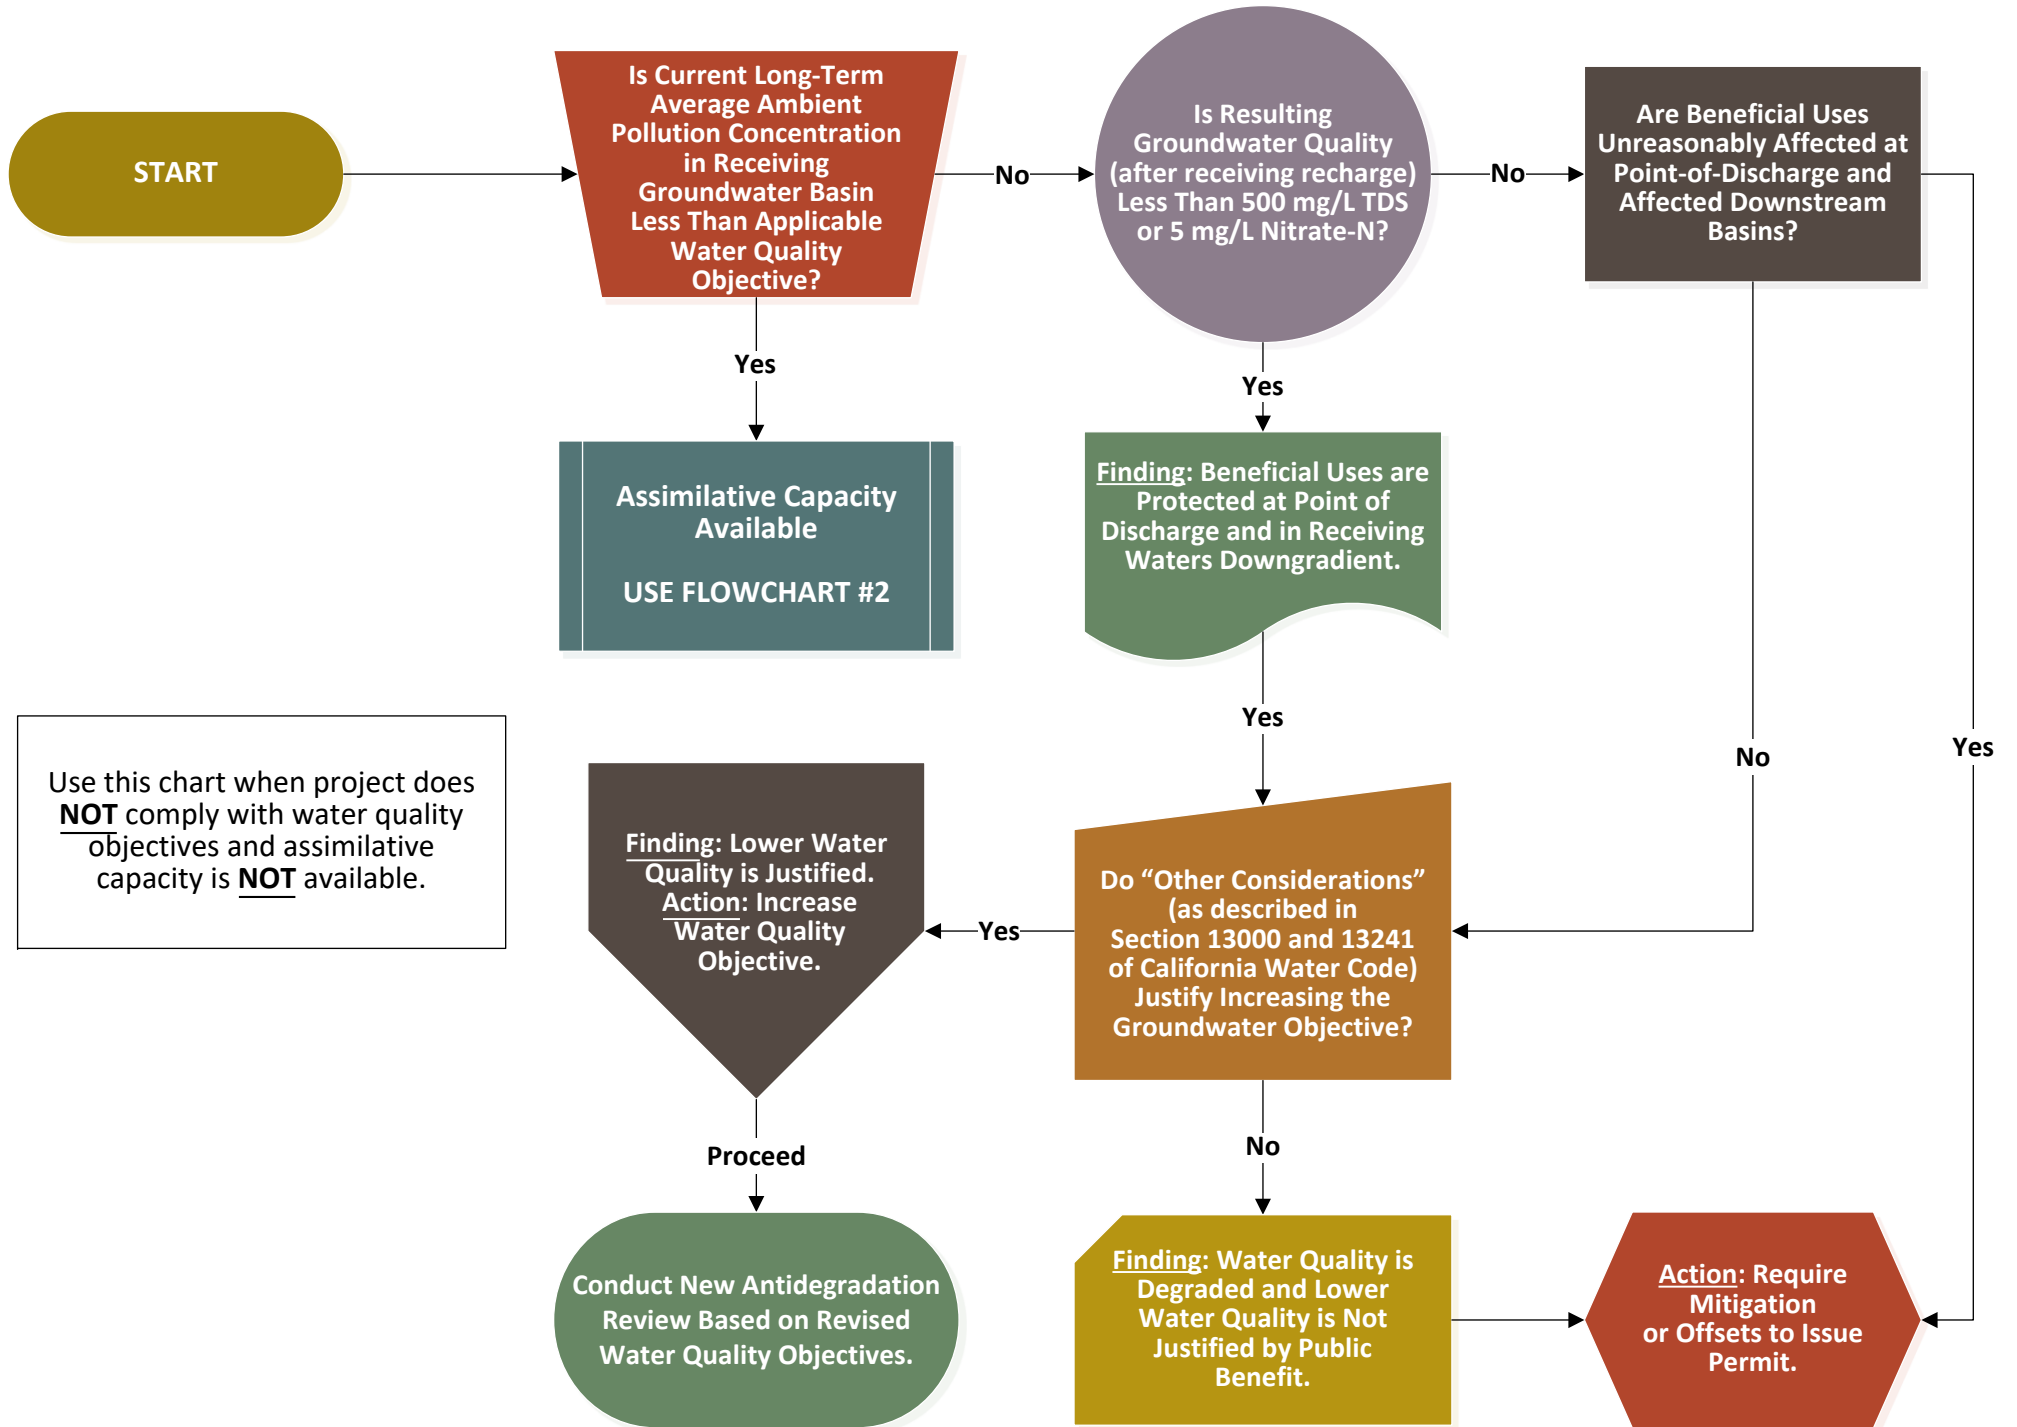 START
Is Current Long-Term
Average Ambient
Pollution Concentration
in Receiving
Groundwater Basin
Less Than Applicable
Water Quality
Objective?
No
Is Resulting
Groundwater Quality
(after receiving recharge)
Less Than 500 mg/L TDS
or 5 mg/L Nitrate-N?
No
Are Beneficial Uses
Unreasonably Affected at
Point-of-Discharge and
Affected Downstream
Basins?
Yes
Yes
Assimilative Capacity
Available
USE FLOWCHART #2
Finding: Beneficial Uses are
Protected at Point of
Discharge and in Receiving
Waters Downgradient.
Yes
No
Yes
Use this chart when project does
NOT comply with water quality
objectives and assimilative
capacity is NOT available.
Finding: Lower Water
Quality is Justified.
Action: Increase
Water Quality
Objective.
Yes
Do “Other Considerations”
(as described in
Section 13000 and 13241
of California Water Code)
Justify Increasing the
Groundwater Objective?
Proceed
No
Conduct New Antidegradation
Review Based on Revised
Water Quality Objectives.
Finding: Water Quality is
Degraded and Lower
Water Quality is Not
Justified by Public
Benefit.
Action: Require
Mitigation
or Offsets to Issue
Permit.